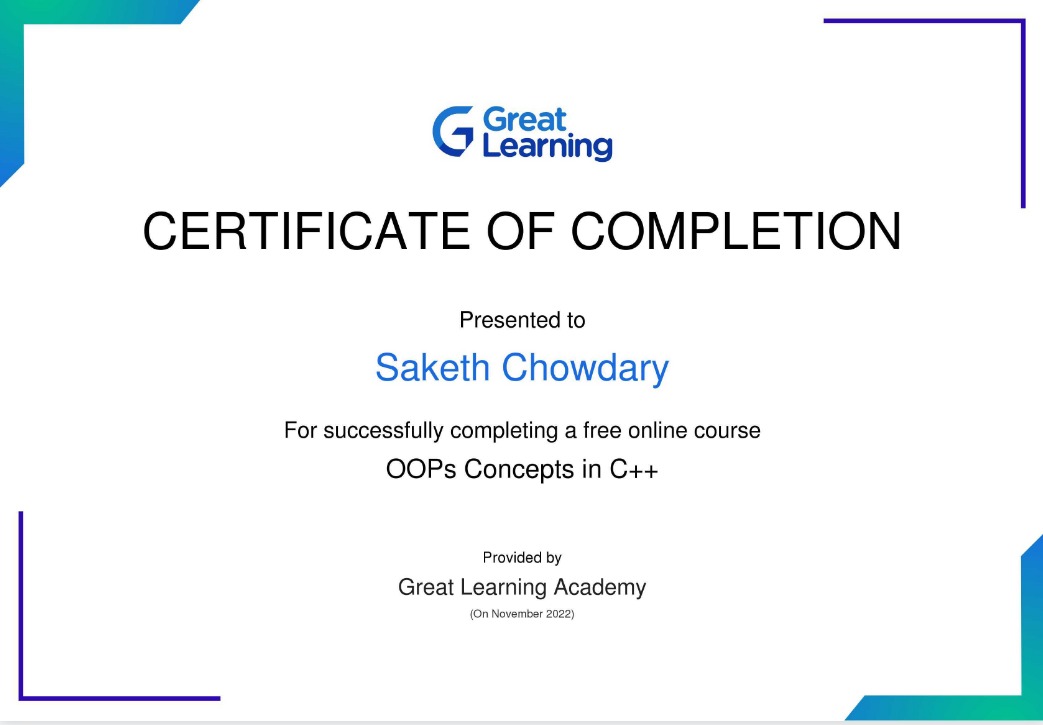 Great
Learning
CERTIFICATE OF COMPLETION
Presented to
Saketh Chowdary
For successfully completing a free online course
OOPs Concepts in C++
Provided by
Great Learning Academy
(On November 2022)